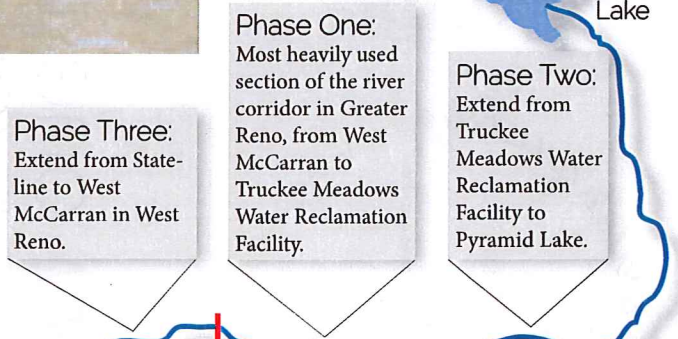 Lake
Phase Three:
Extend from State-
line to West
McCarran in West
Reno.
Phase One:
Most heavily used
section of the river
corridor in Greater
Reno, from West
McCarran to
Truckee Meadows
Water Reclamation
Facility.
Phase Two:
Extend from
Truckee
Meadows Water
Reclamation
Facility to
Pyramid Lake.